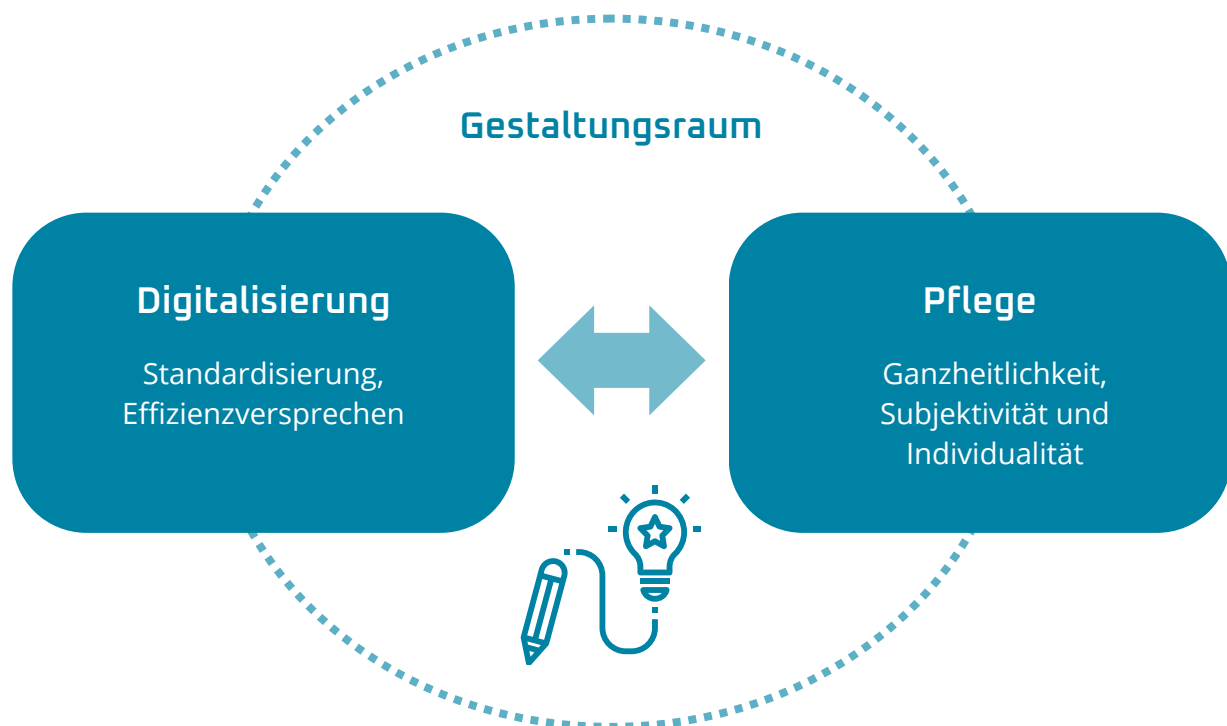 Gestaltungsraum
Digitalisierung
Standardisierung,
Effizienzversprechen
Pflege
Ganzheitlichkeit,
Subjektivität und
Individualität